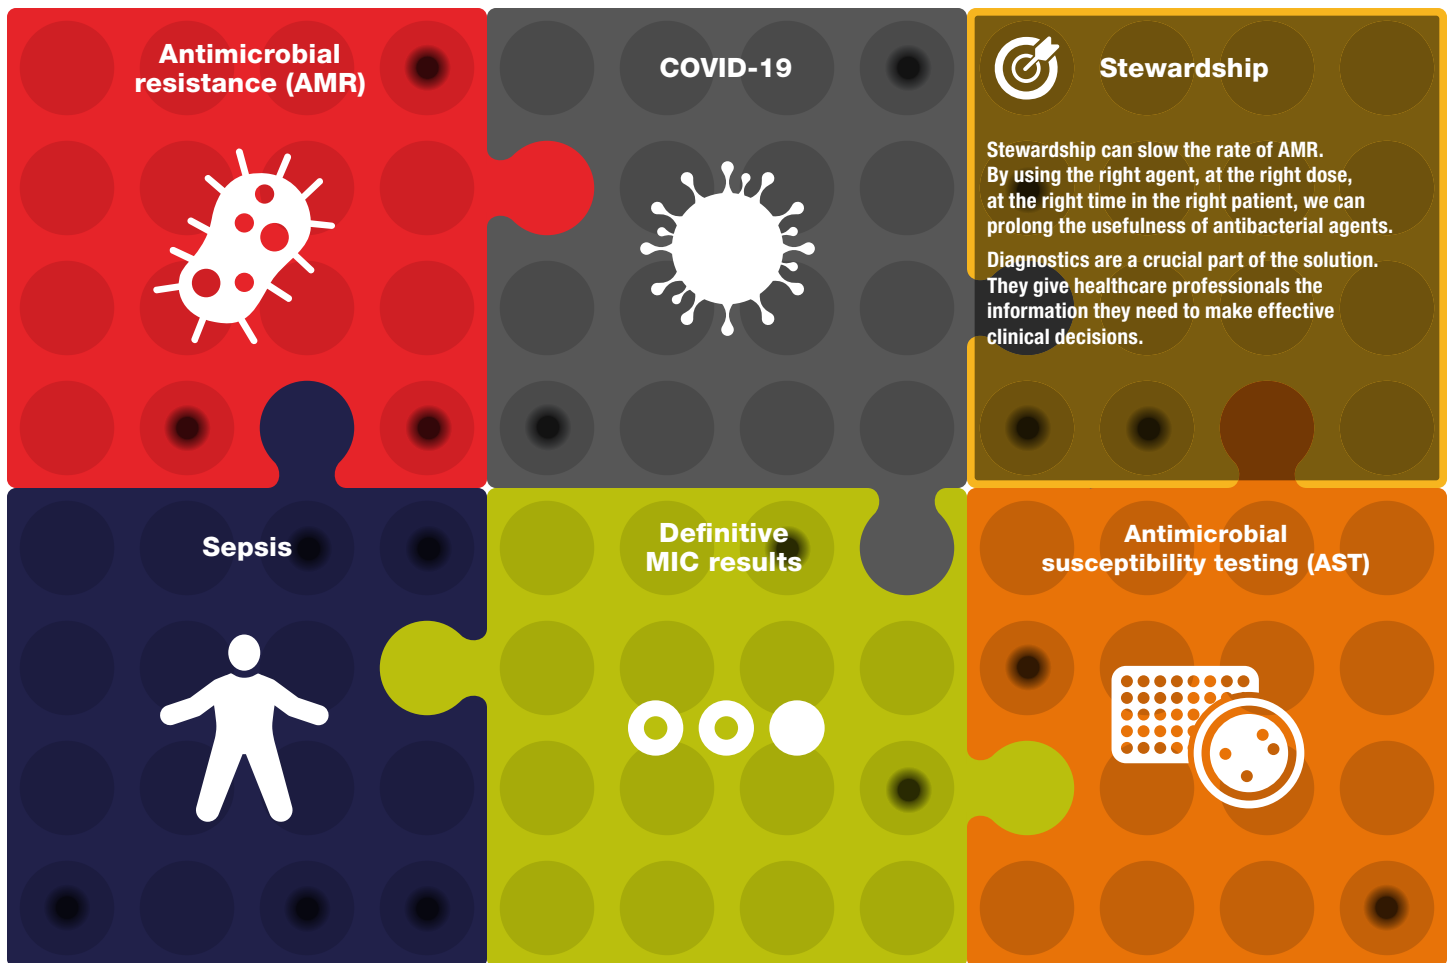 Antimicrobial
resistance (AMR)
COVID-19
Stewardship
Stewardship can slow the rate of AMR.
By using the right agent, at the right dose,
at the right time in the right patient, we can
prolong the usefulness of antibacterial agents.
Diagnostics are a crucial part of the solution.
They give healthcare professionals the
information they need to make effective
clinical decisions.
Sepsis
Definitive
MIC results
Antimicrobial
susceptibility testing (AST)